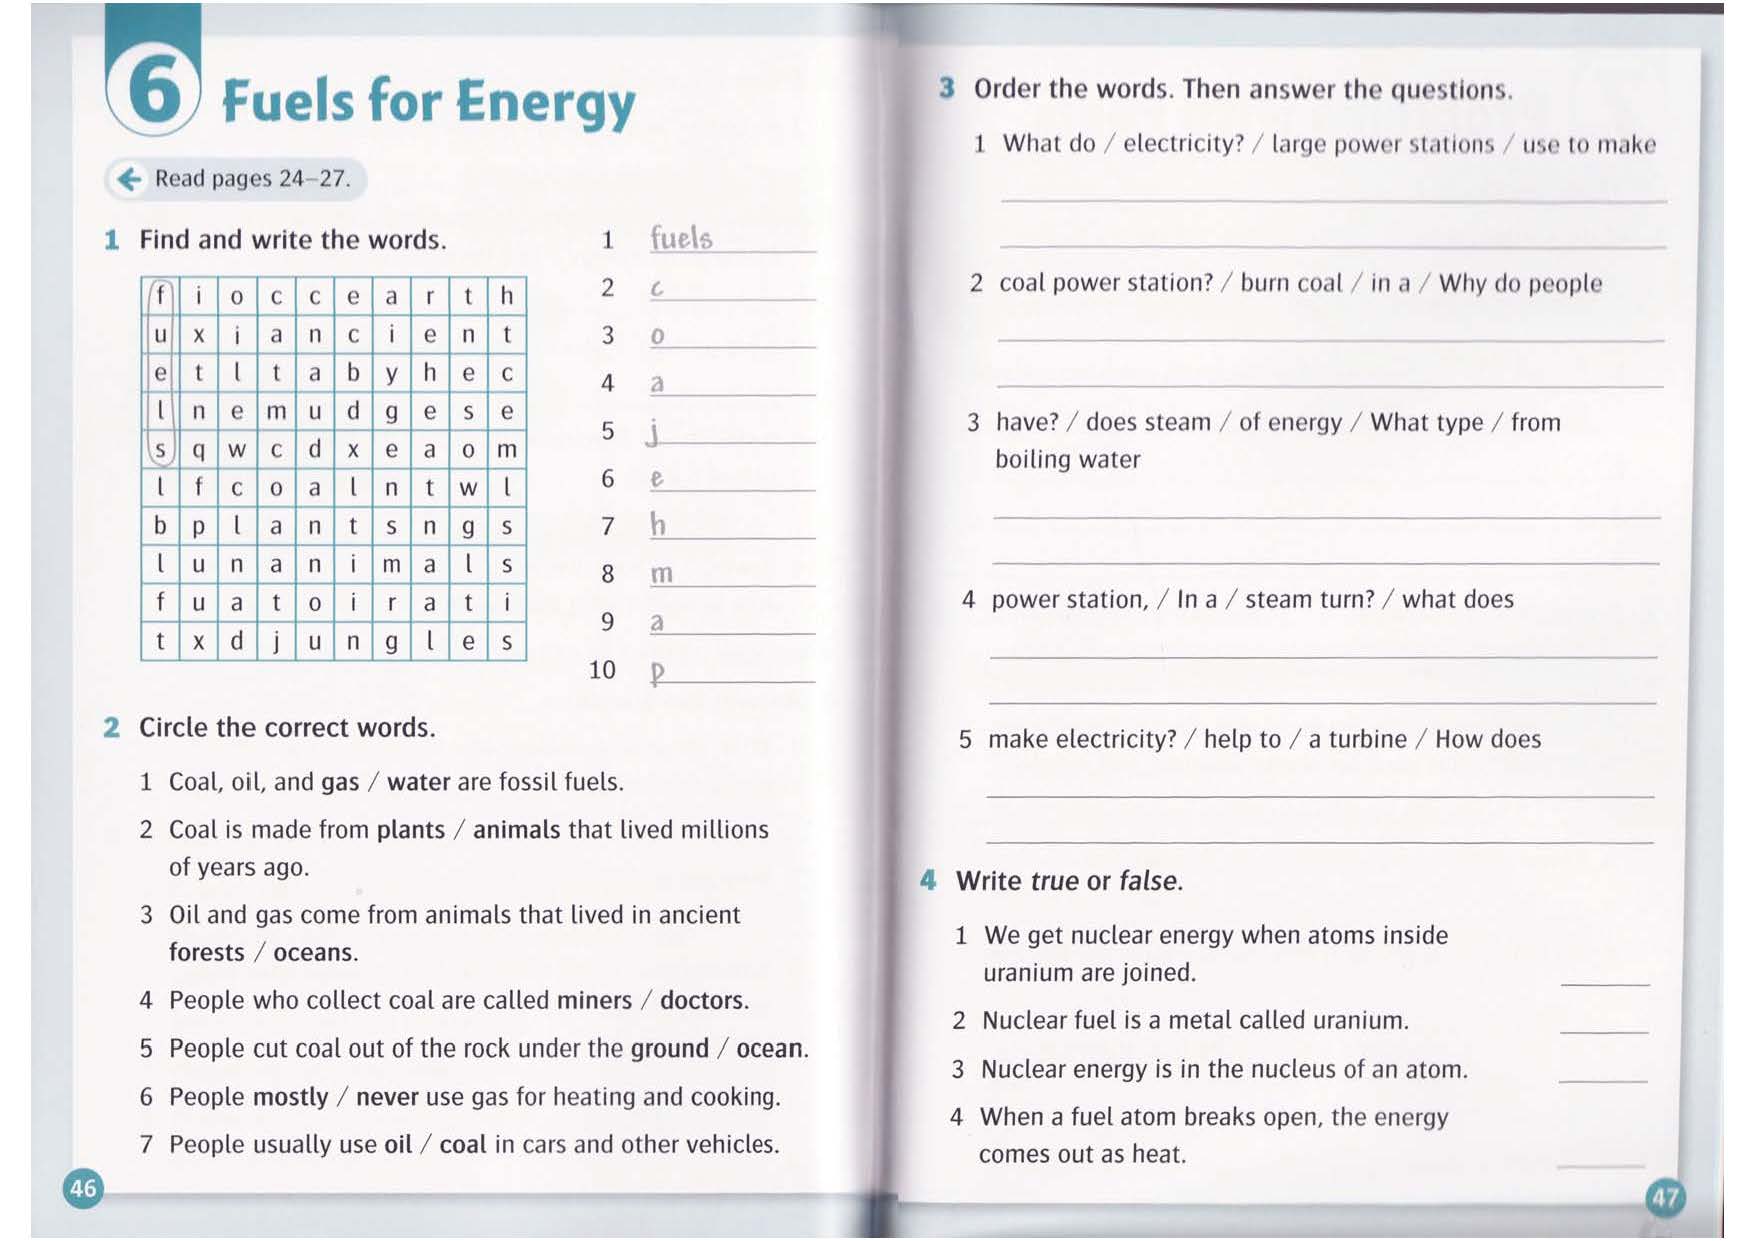 6 Fuels for Energy
Read pages 24–27.
1 Find and write the words.
f i o c c e a r t h
u x j a n c i e n t
e t l t a b y h e c
l n e m u d g e s e
s q w c d x e a o m
l f c o a l n t w l
b p l a n t s n g s
l u n a n i m a l s
f u a t o i r a t i
t x d j u n g l e s
1 fuels
2 c
3 o
4 a
5 j
6 e
7 h
8 m
9 a
10 p
2 Circle the correct words.
1 Coal, oil, and gas / water are fossil fuels.
2 Coal is made from plants / animals that lived millions
of years ago.
3 Oil and gas come from animals that lived in ancient
forests / oceans.
4 People who collect coal are called miners / doctors.
5 People cut coal out of the rock under the ground / ocean.
6 People mostly / never use gas for heating and cooking.
7 People usually use oil / coal in cars and other vehicles.
46
3 Order the words. Then answer the questions.
1 What do / electricity? / large power stations / use to make
2 coal power station? / burn coal / in a / Why do people
3 have? / does steam / of energy / What type / from
boiling water
4 power station, / In a / steam turn? / what does
5 make electricity? / help to / a turbine / How does
4 Write true or false.
1 We get nuclear energy when atoms inside
uranium are joined.
2 Nuclear fuel is a metal called uranium.
3 Nuclear energy is in the nucleus of an atom.
4 When a fuel atom breaks open, the energy
comes out as heat.
47